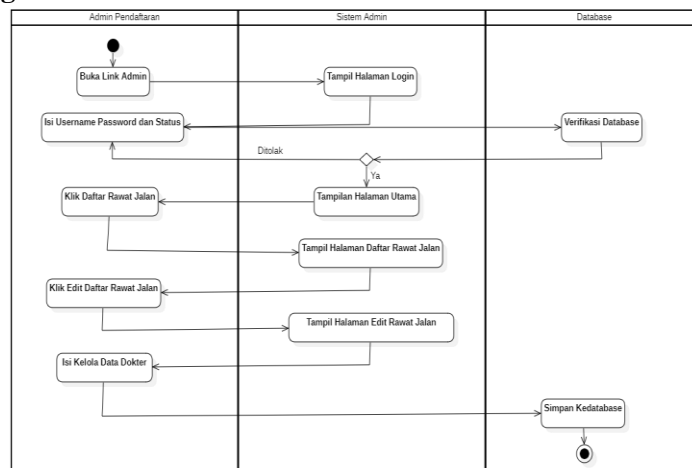 g
Admin Pendaftaran
Sistem Admin
Database
Buka Link Admin
Tampil Halaman Login
Isi Username Password dan Status
Verifikasi Database
Ditolak
Ya
Klik Daftar Rawat Jalan
Tampilan Halaman Utama
Tampil Halaman Daftar Rawat Jalan
Klik Edit Daftar Rawat Jalan
Tampil Halaman Edit Rawat Jalan
Isi Kelola Data Dokter
Simpan Kedatabase